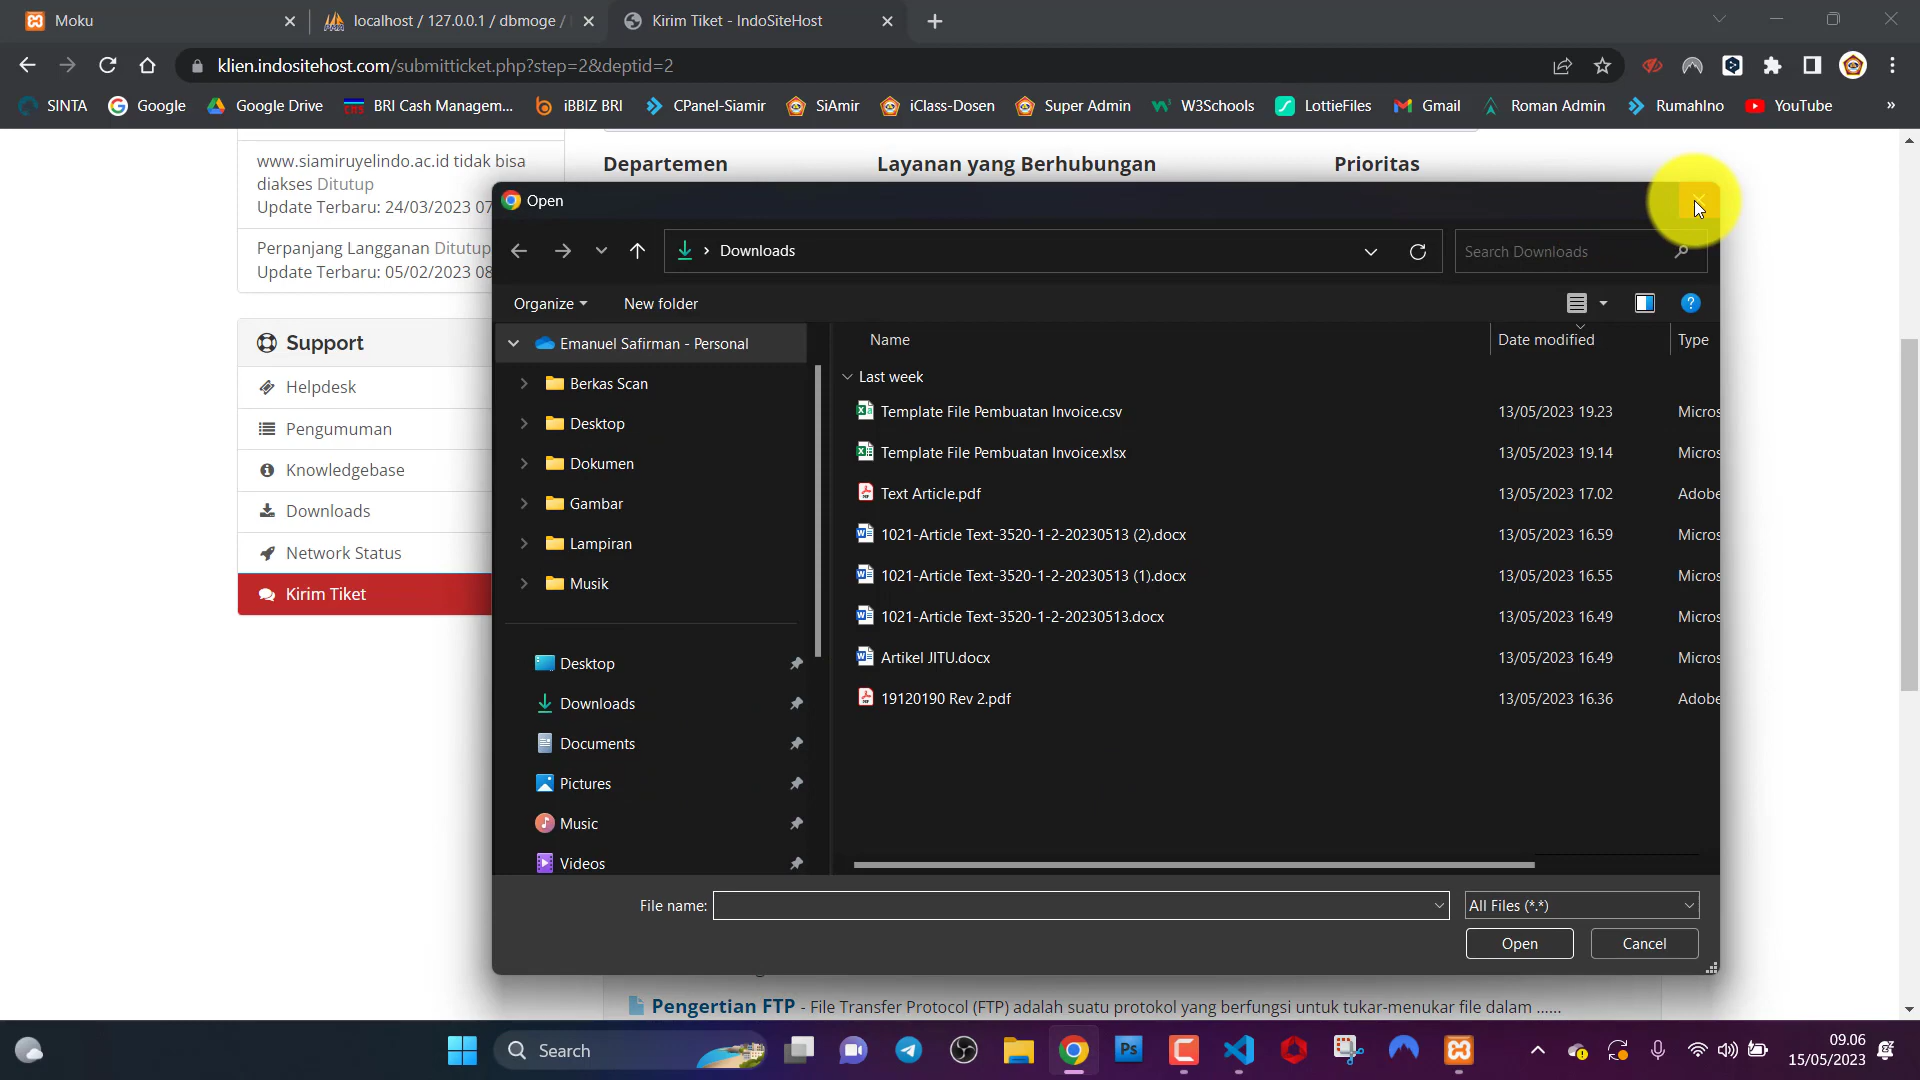 Moku
localhost / 127.0.0.1 / dbmoge /
Kirim Tiket - IndoSiteHost
klien.indositehost.com/submitticket.php?step=2&deptid=2
SINTA
Google
Google Drive
BRI Cash Managem...
iBBIZ BRI
CPanel-Siamir
SiAmir
iClass-Dosen
Super Admin
W3Schools
LottieFiles
Gmail
Roman Admin
RumahIno
YouTube
»
www.siamiruyelindo.ac.id tidak bisa
diakses Ditutup
Update Terbaru: 24/03/2023 07
Perpanjang Langganan Ditutup
Update Terbaru: 05/02/2023 08
Support
Helpdesk
Pengumuman
Knowledgebase
Downloads
Network Status
Kirim Tiket
Departemen
Layanan yang Berhubungan
Prioritas
Open
Downloads
Search Downloads
Organize
New folder
Emanuel Safirman - Personal
Berkas Scan
Desktop
Dokumen
Gambar
Lampiran
Musik
Desktop
Downloads
Documents
Pictures
Music
Videos
Name
Date modified
Type
Last week
Template File Pembuatan Invoice.csv 13/05/2023 19.23 Micros
Template File Pembuatan Invoice.xlsx 13/05/2023 19.14 Micros
Text Article.pdf 13/05/2023 17.02 Adobe
1021-Article Text-3520-1-2-20230513 (2).docx 13/05/2023 16.59 Micros
1021-Article Text-3520-1-2-20230513 (1).docx 13/05/2023 16.55 Micros
1021-Article Text-3520-1-2-20230513.docx 13/05/2023 16.49 Micros
Artikel JITU.docx 13/05/2023 16.49 Micros
19120190 Rev 2.pdf 13/05/2023 16.36 Adobe
File name:
All Files (*.*)
Open
Cancel
Pengertian FTP - File Transfer Protocol (FTP) adalah suatu protokol yang berfungsi untuk tukar-menukar file dalam ......
Search
Ps
09.06
15/05/2023